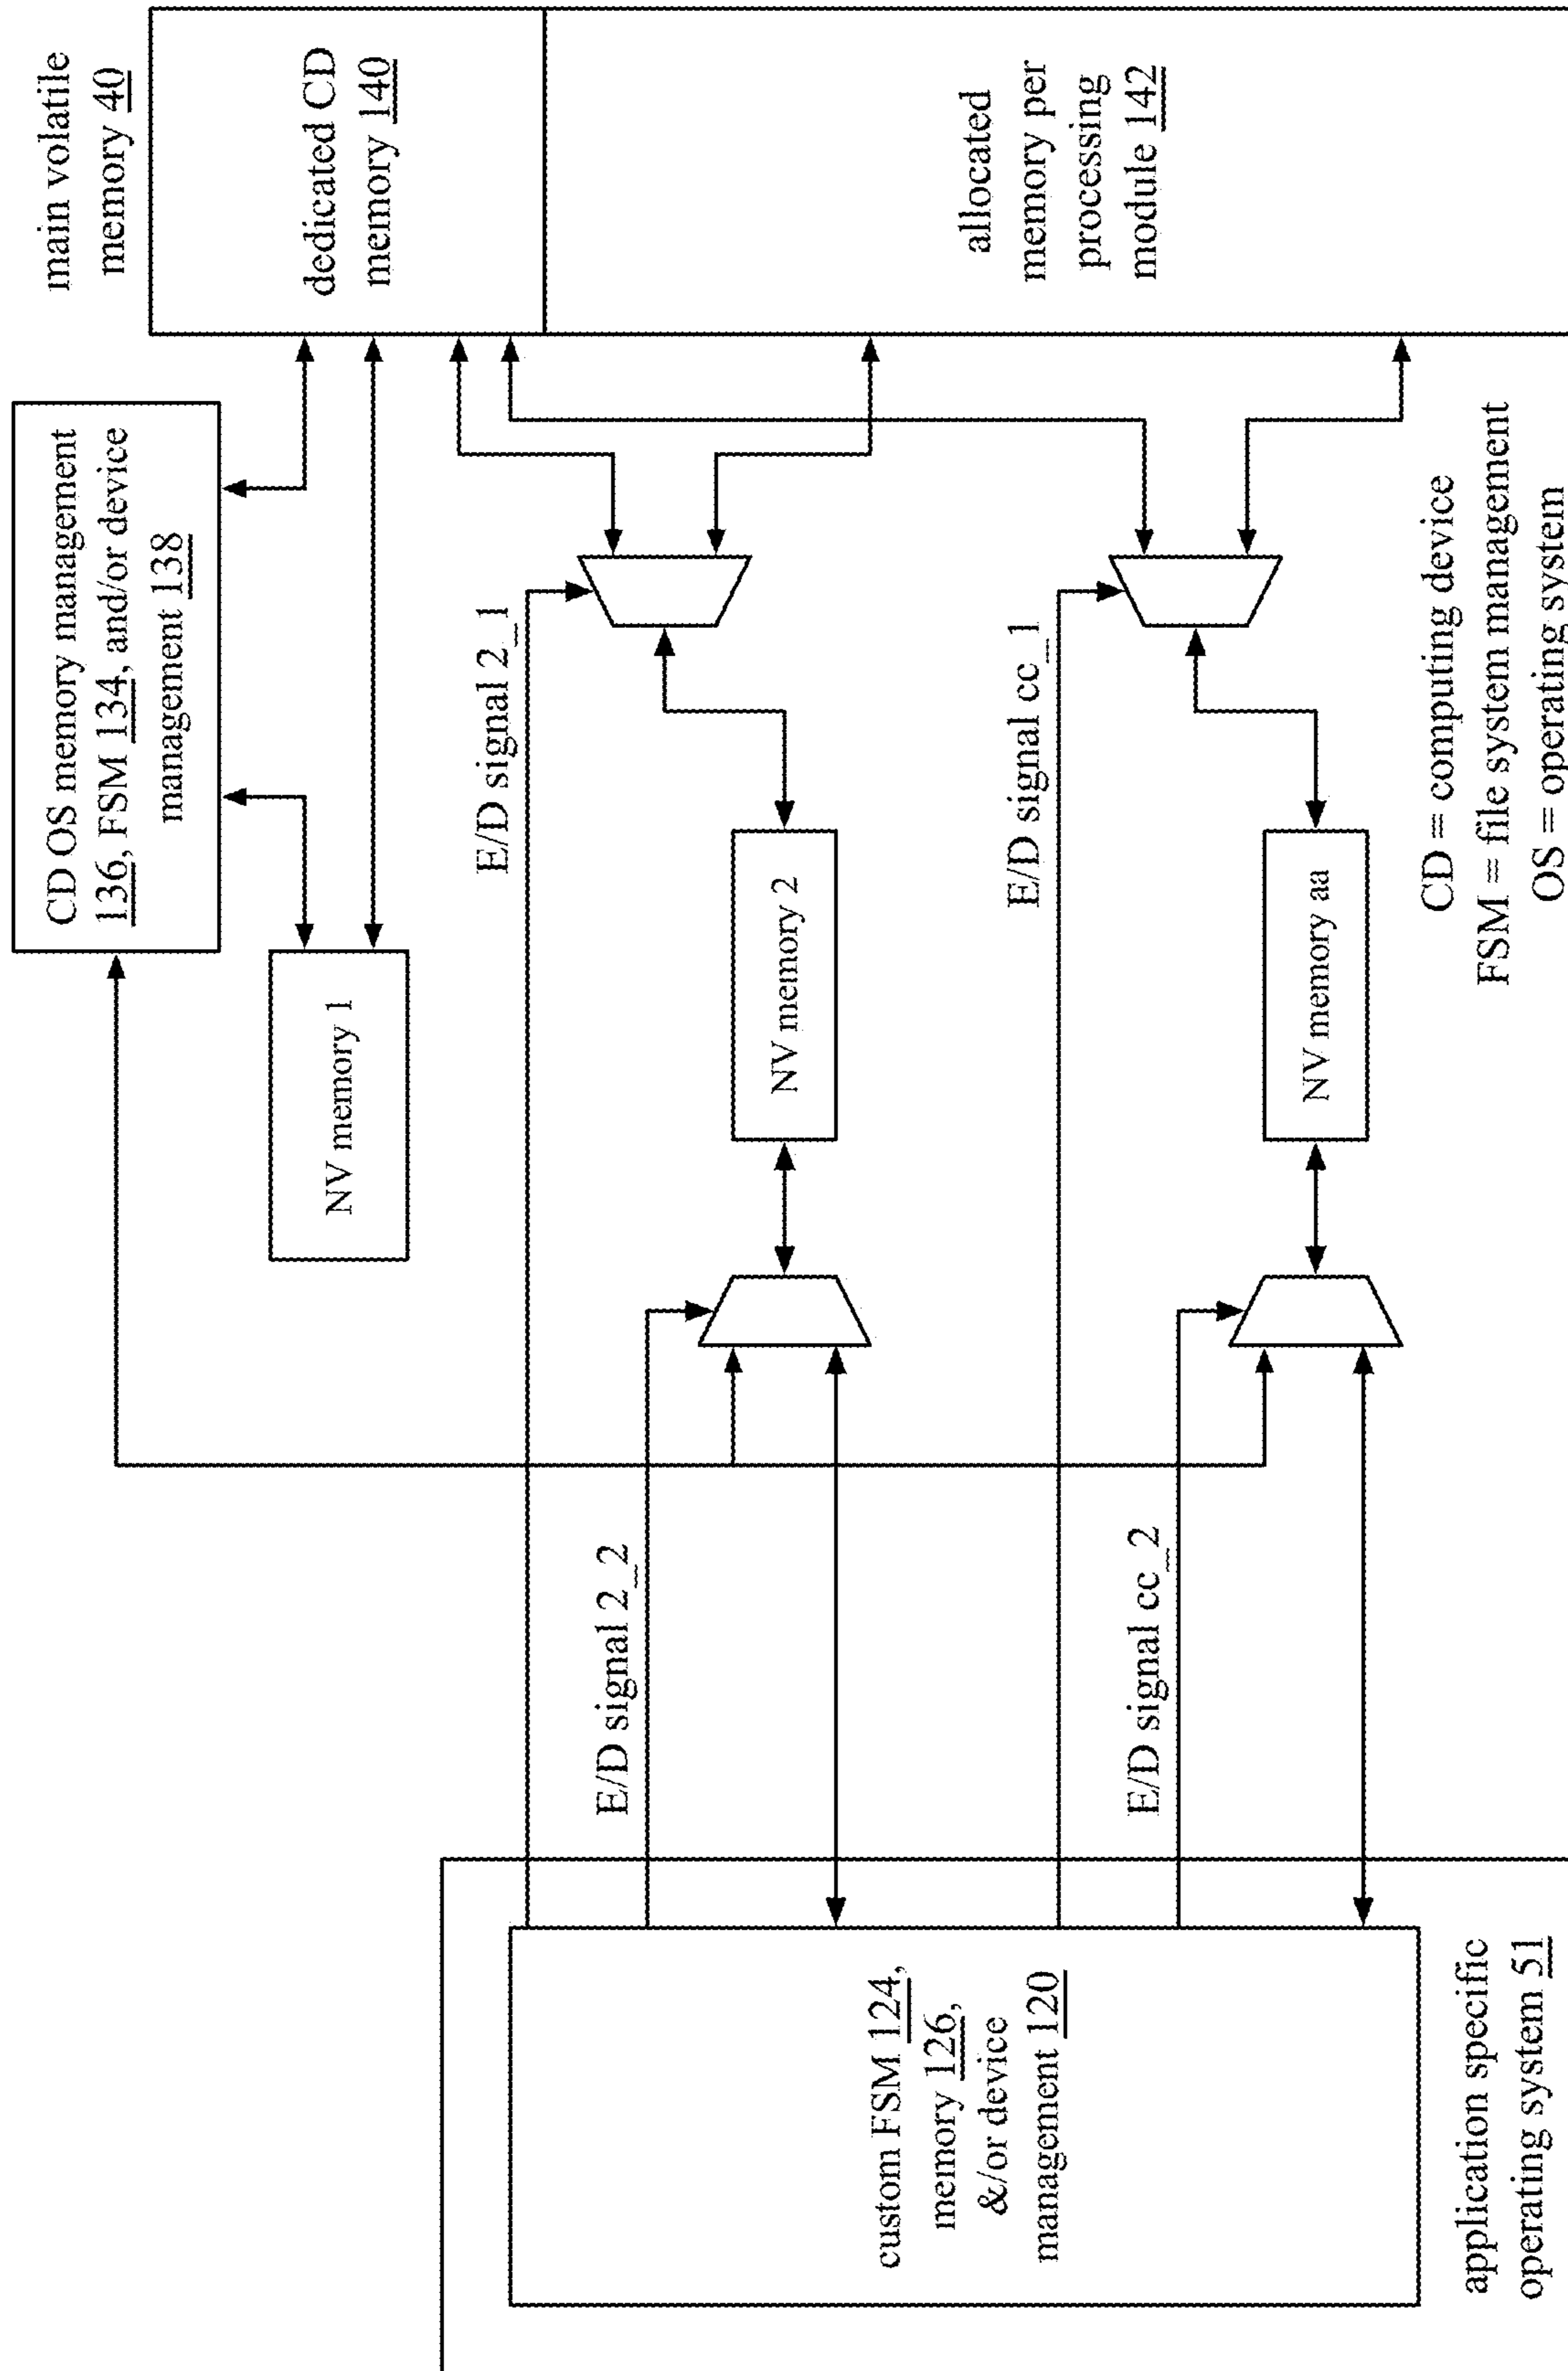 main volatile
memory 40
dedicated CD
memory 140
allocated
memory per
processing
module 142
CD OS memory management
136, FSM 134, and/or device
management 138
NV memory 1
E/D signal 2_1
NV memory 2
E/D signal 2_2
E/D signal cc_1
NV memory aa
E/D signal cc_2
custom FSM 124,
memory 126,
&/or device
management 120
application specific
operating system 51
CD = computing device
FSM = file system management
OS = operating system